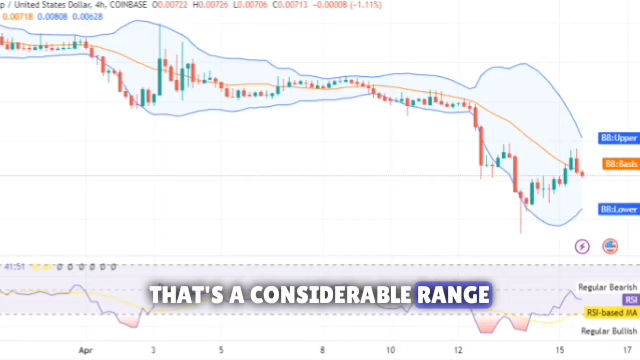 p / United States Dollar, 4h, COINBASE O0.00722 H0.00726 L0.00706 C0.00713 -0.00008 (-1.11%)
0.00718 0.00808 0.00628
BB:Upper
BB:Basis
BB:Lower
41.51
THAT'S A CONSIDERABLE RANGE
Regular Bearish
RSI
RSI-based MA
Regular Bullish
Apr 3 5 8 10 12 15 17